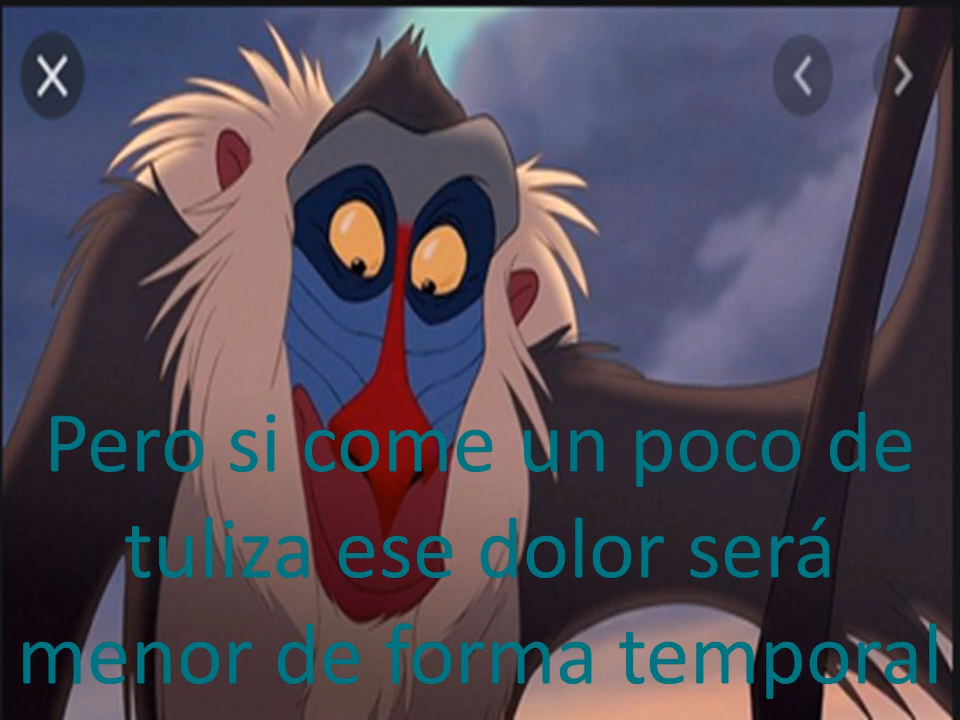 Pero si come un poco de
tuliza ese dolor será
menor de forma temporal